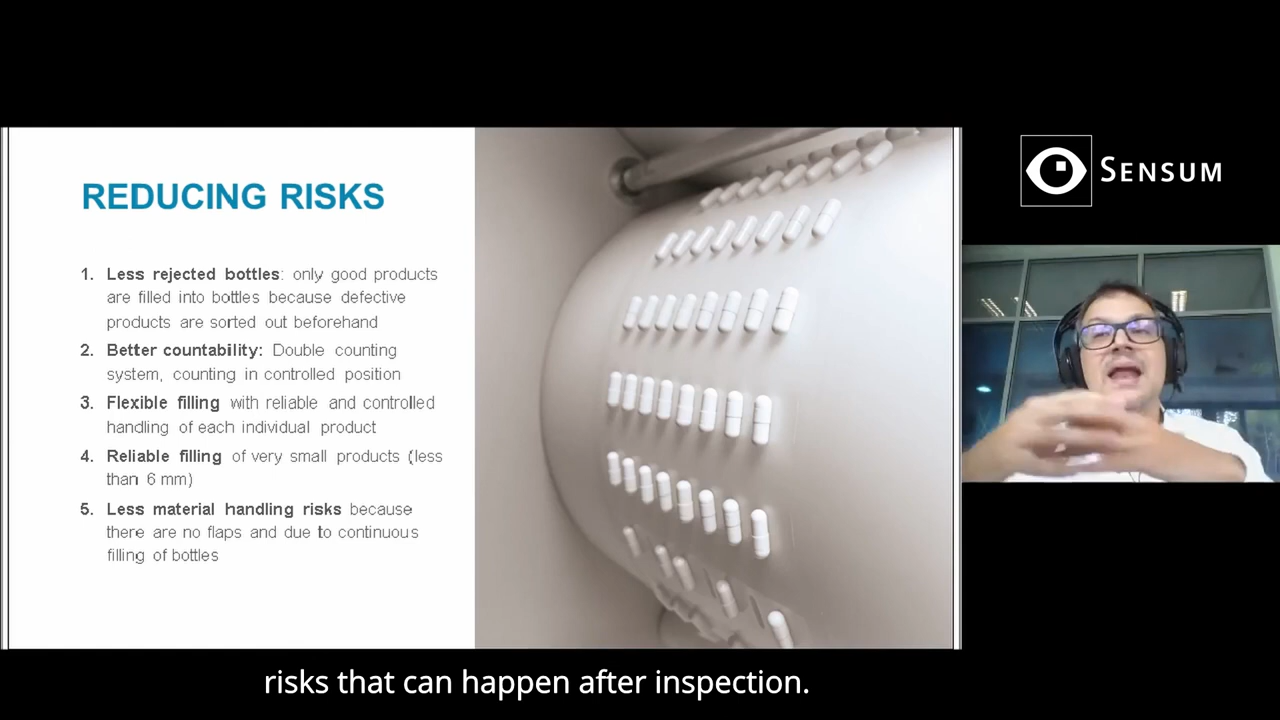 REDUCING RISKS
1. Less rejected bottles: only good products
are filled into bottles because defective
products are sorted out beforehand
2. Better countability: Double counting
system, counting in controlled position
3. Flexible filling with reliable and controlled
handling of each individual product
4. Reliable filling of very small products (less
than 6 mm)
5. Less material handling risks because
there are no flaps and due to continuous
filling of bottles
SENSUM
risks that can happen after inspection.